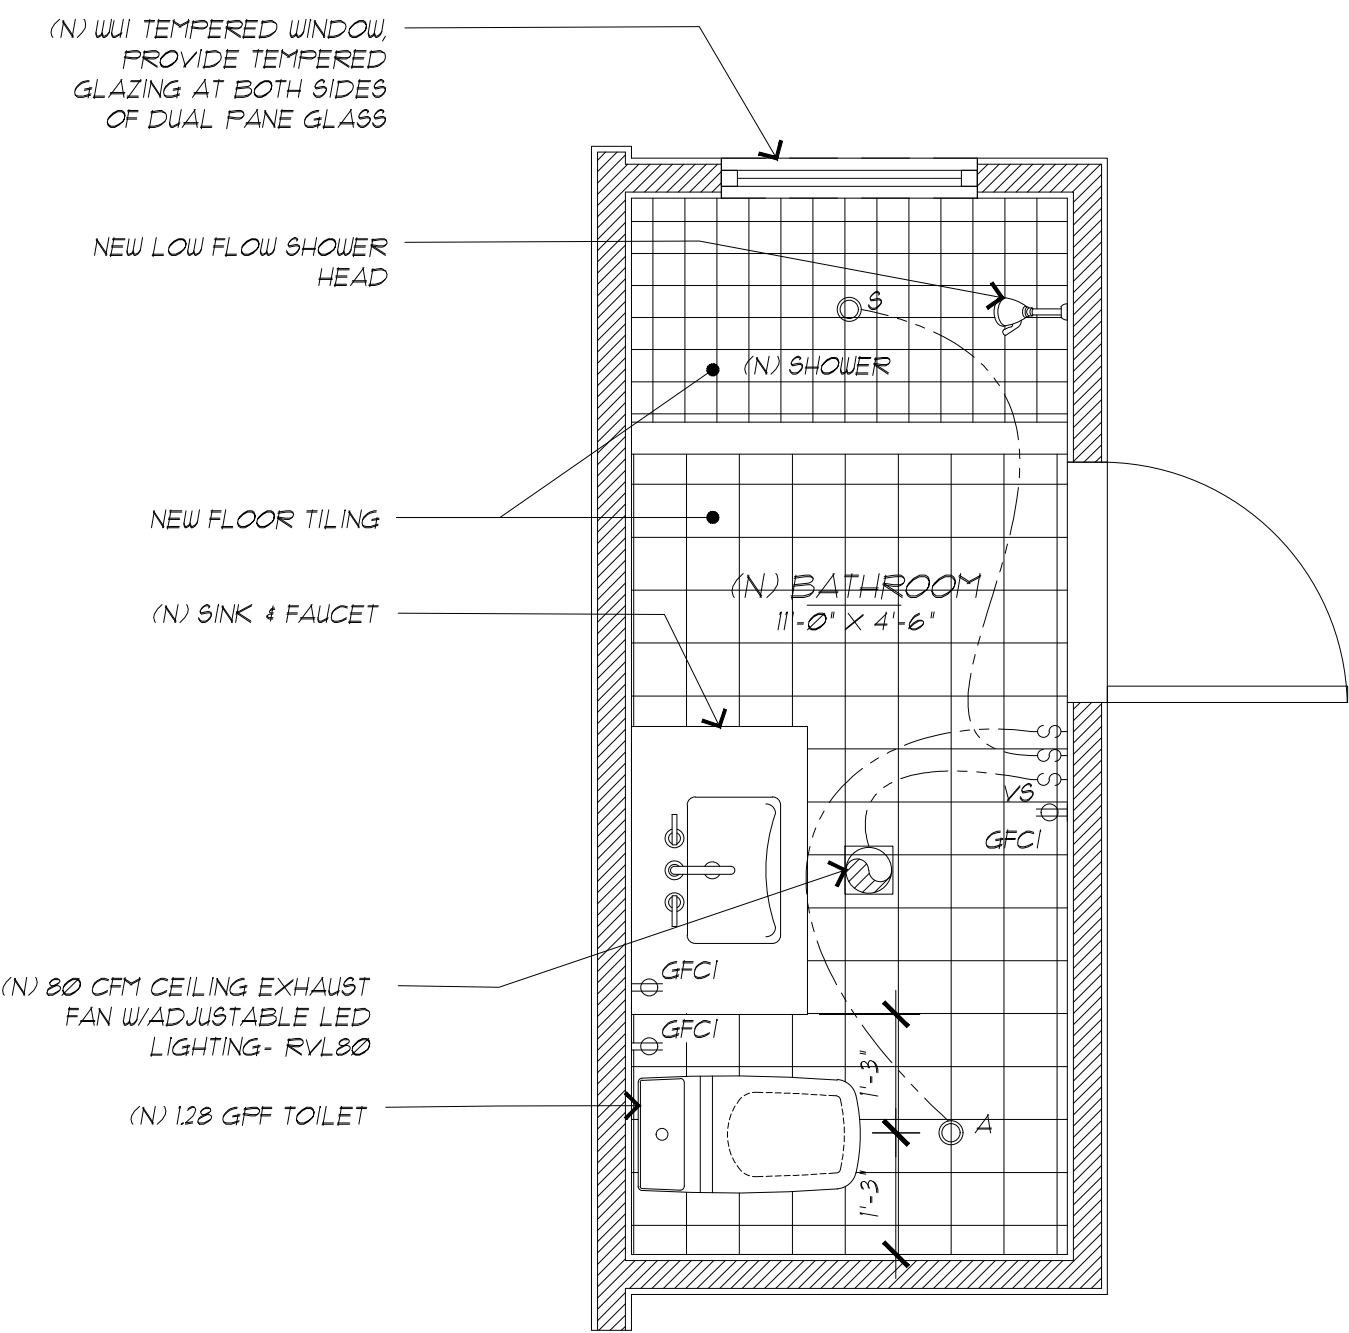 (N) WUI TEMPERED WINDOW,
PROVIDE TEMPERED
GLAZING AT BOTH SIDES
OF DUAL PANE GLASS
NEW LOW FLOW SHOWER
HEAD
S
(N) SHOWER
NEW FLOOR TILING
(N) BATHROOM
11'-0" X 4'-6"
(N) SINK & FAUCET
S
S
S
VS
GFCI
GFCI
(N) 80 CFM CEILING EXHAUST
FAN W/ADJUSTABLE LED
LIGHTING- RVL80
GFCI
1'-3"
(N) 1.28 GPF TOILET
A
1'-3"